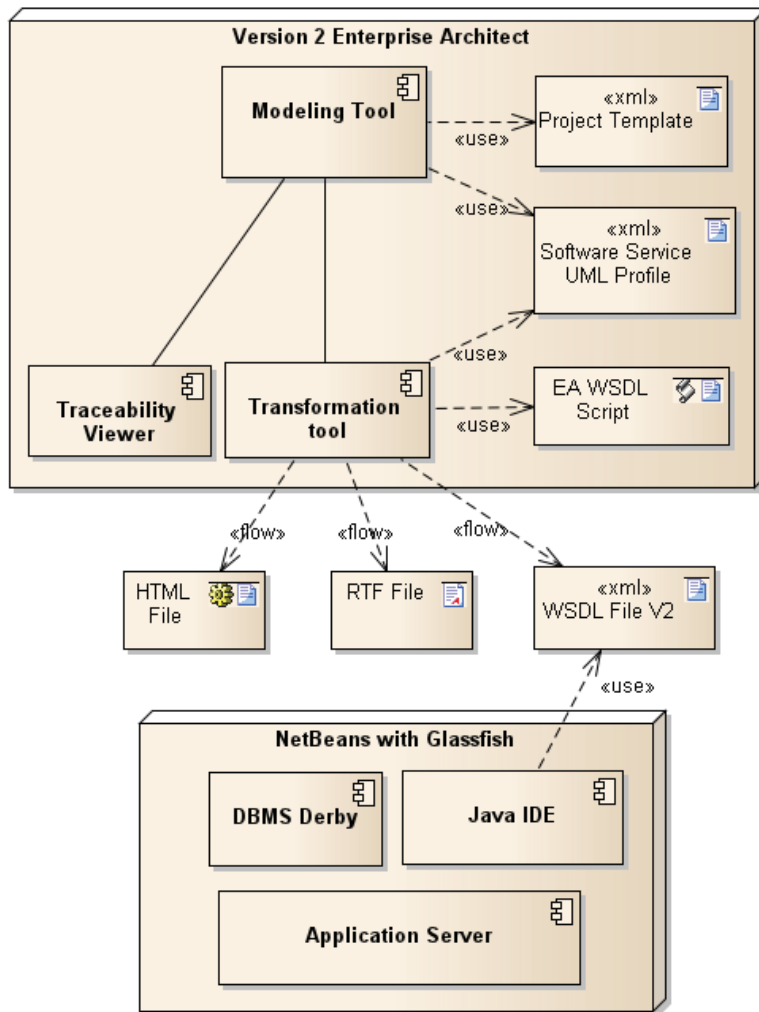 Version 2 Enterprise Architect
Modeling Tool
«xml»
Project Template
«use»
«use»
«xml»
Software Service
UML Profile
«use»
Traceability
Viewer
Transformation
tool
EA WSDL
Script
«use»
«flow»
«flow»
«flow»
HTML
File
RTF File
«xml»
WSDL File V2
«use»
NetBeans with Glassfish
DBMS Derby
Java IDE
Application Server